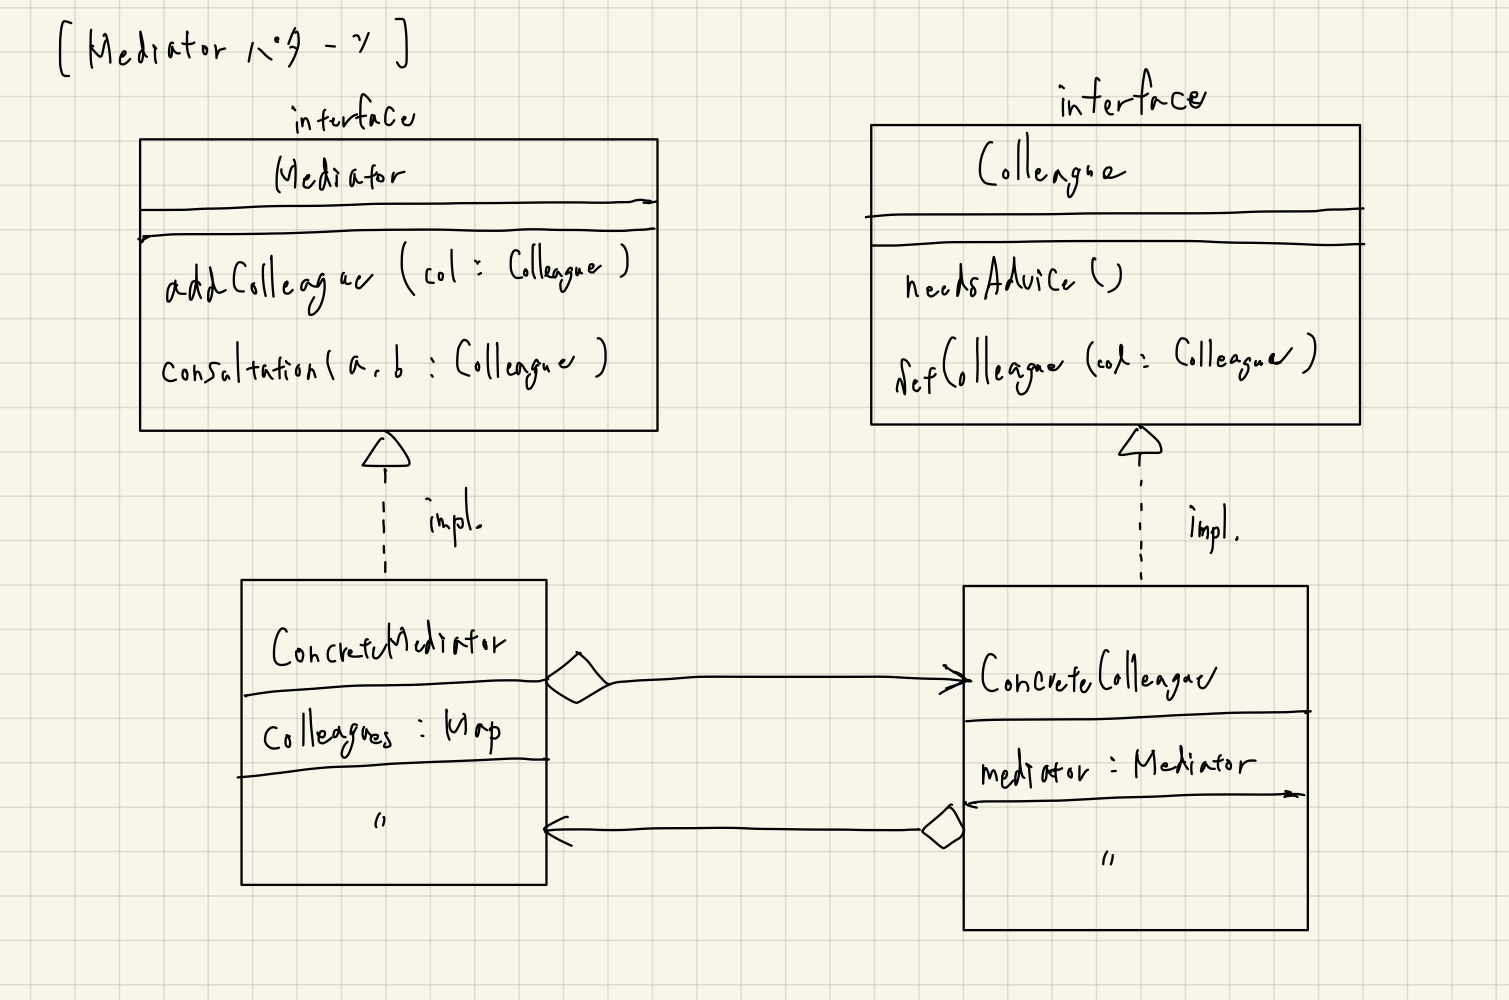 [Mediator パターン]
interface
Mediator
addColleague (col : Colleague)
consultation(a, b : Colleague)
interface
Colleague
needsAdvice()
setColleague (col : Colleague)
impl.
impl.
ConcreteMediator
colleagues : Map
〃
ConcreteColleague
mediator : Mediator
〃